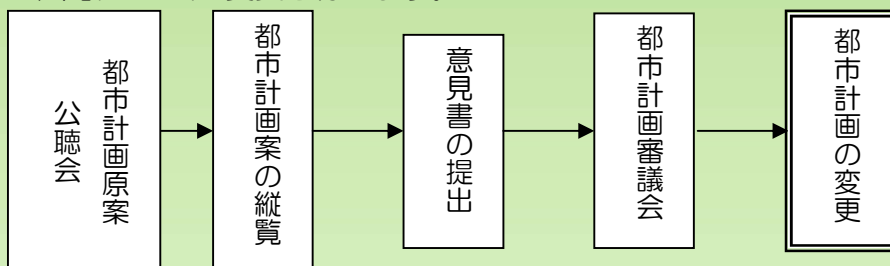 都市計画原案
公聴会
都市計画案の縦覧
意見書の提出
都市計画審議会
都市計画の変更